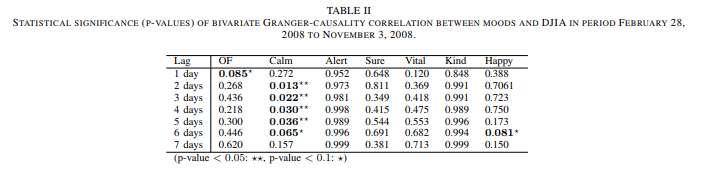 TABLE II
STATISTICAL SIGNIFICANCE (P-VALUES) OF BIVARIATE GRANGER-CAUSALITY CORRELATION BETWEEN MOODS AND DJIA IN PERIOD FEBRUARY 28,
2008 TO NOVEMBER 3, 2008.
Lag OF Calm Alert Sure Vital Kind Happy
1 day 0.085⋆ 0.272 0.952 0.648 0.120 0.848 0.388
2 days 0.268 0.013⋆⋆ 0.973 0.811 0.369 0.991 0.7061
3 days 0.436 0.022⋆⋆ 0.981 0.349 0.418 0.991 0.723
4 days 0.218 0.030⋆⋆ 0.998 0.415 0.475 0.989 0.750
5 days 0.300 0.036⋆⋆ 0.989 0.544 0.553 0.996 0.173
6 days 0.446 0.065⋆ 0.996 0.691 0.682 0.994 0.081⋆
7 days 0.620 0.157 0.999 0.381 0.713 0.999 0.150
(p-value < 0.05: ⋆⋆, p-value < 0.1: ⋆)